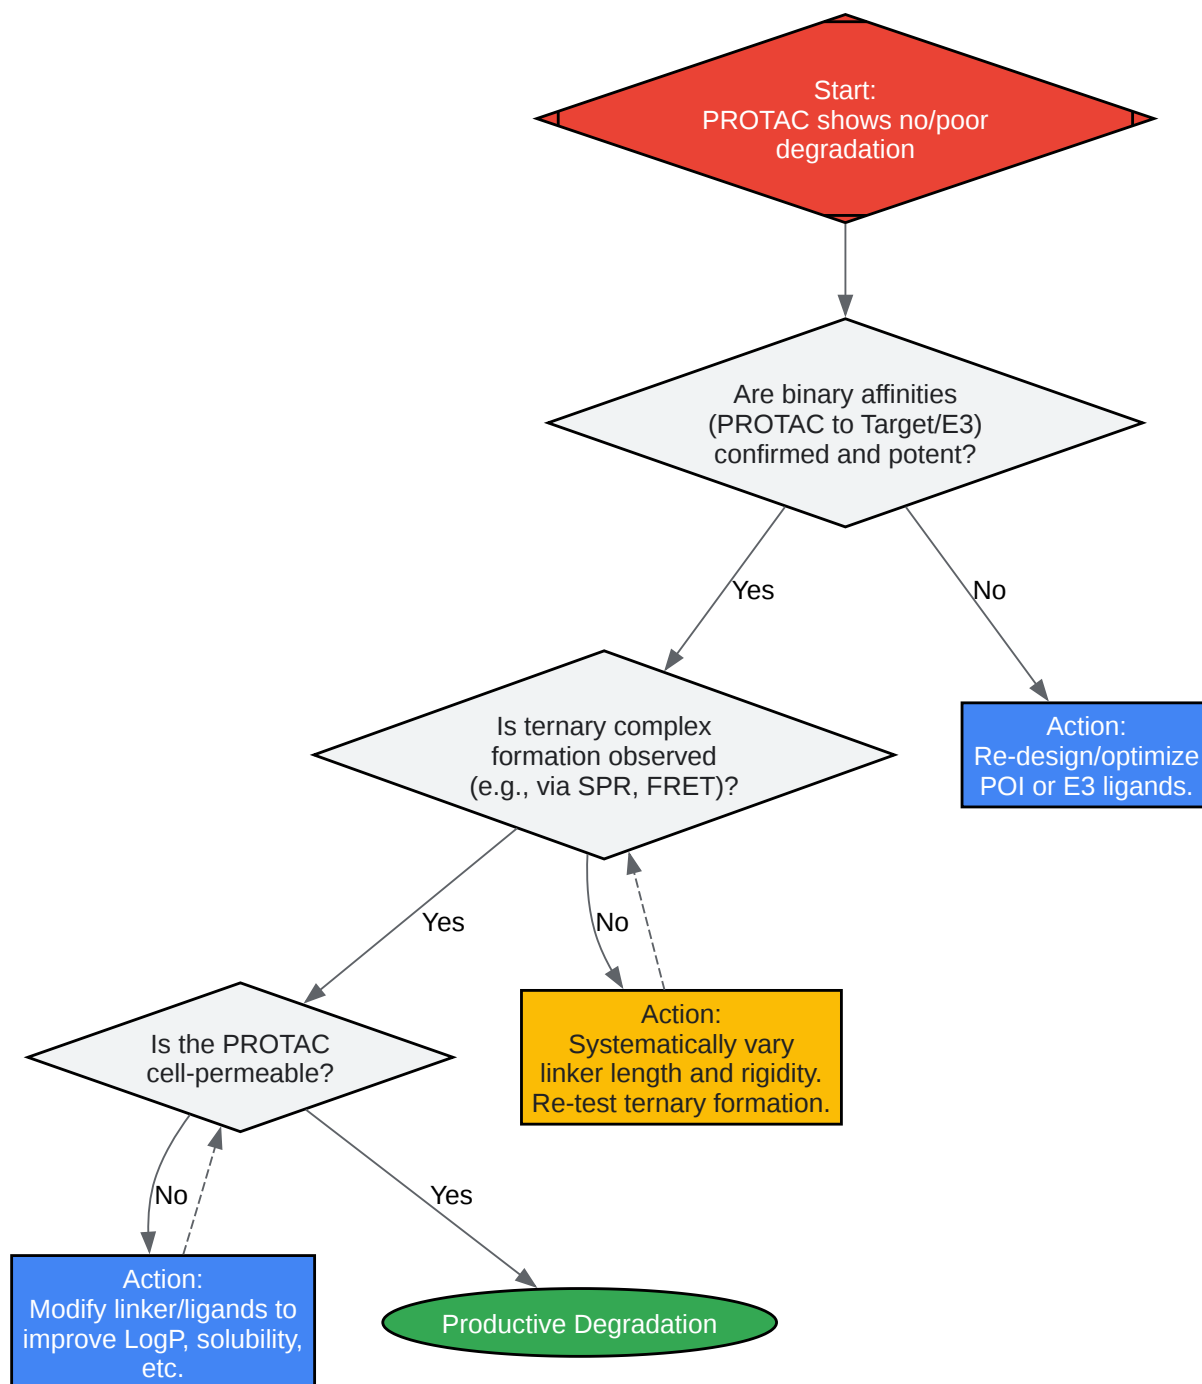 Start:
PROTAC shows no/poor
degradation
Are binary affinities
(PROTAC to Target/E3)
confirmed and potent?
Yes
No
Is ternary complex
formation observed
(e.g., via SPR, FRET)?
Action:
Re-design/optimize
POI or E3 ligands.
Yes
No
Is the PROTAC
cell-permeable?
Action:
Systematically vary
linker length and rigidity.
Re-test ternary formation.
No
Yes
Action:
Modify linker/ligands to
improve LogP, solubility,
etc.
Productive Degradation